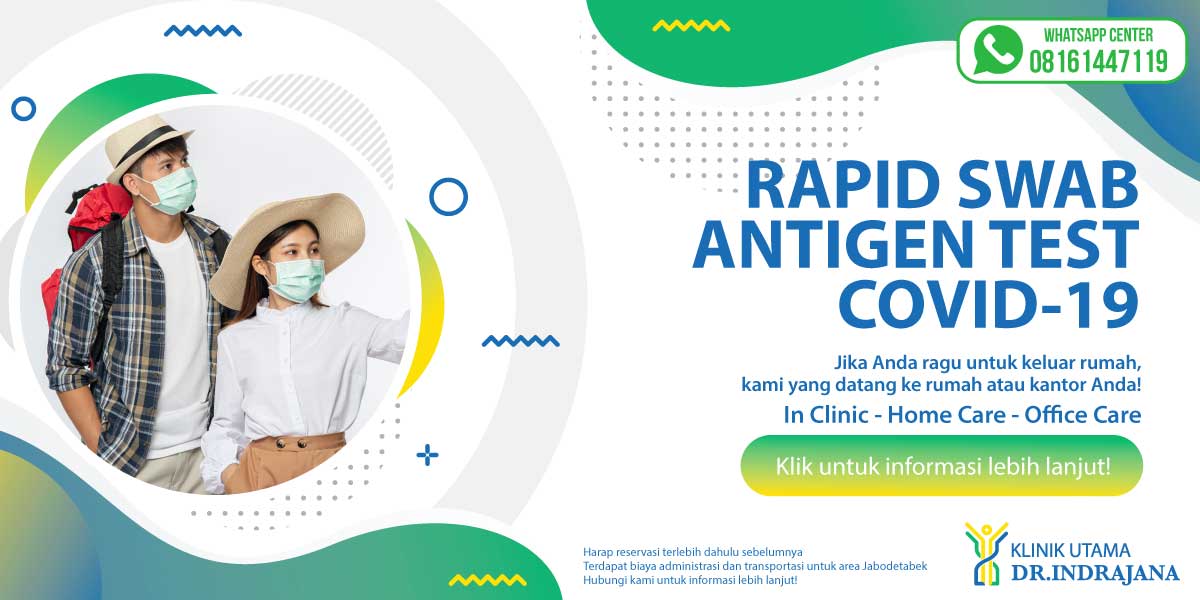 WHATSAPP CENTER
08161447119
RAPID SWAB
ANTIGEN TEST
COVID-19
Jika Anda ragu untuk keluar rumah,
kami yang datang ke rumah atau kantor Anda!
In Clinic - Home Care - Office Care
Klik untuk informasi lebih lanjut!
Harap reservasi terlebih dahulu sebelumnya
Terdapat biaya administrasi dan transportasi untuk area Jabodetabek
Hubungi kami untuk informasi lebih lanjut!
KLINIK UTAMA
DR.INDRAJANA